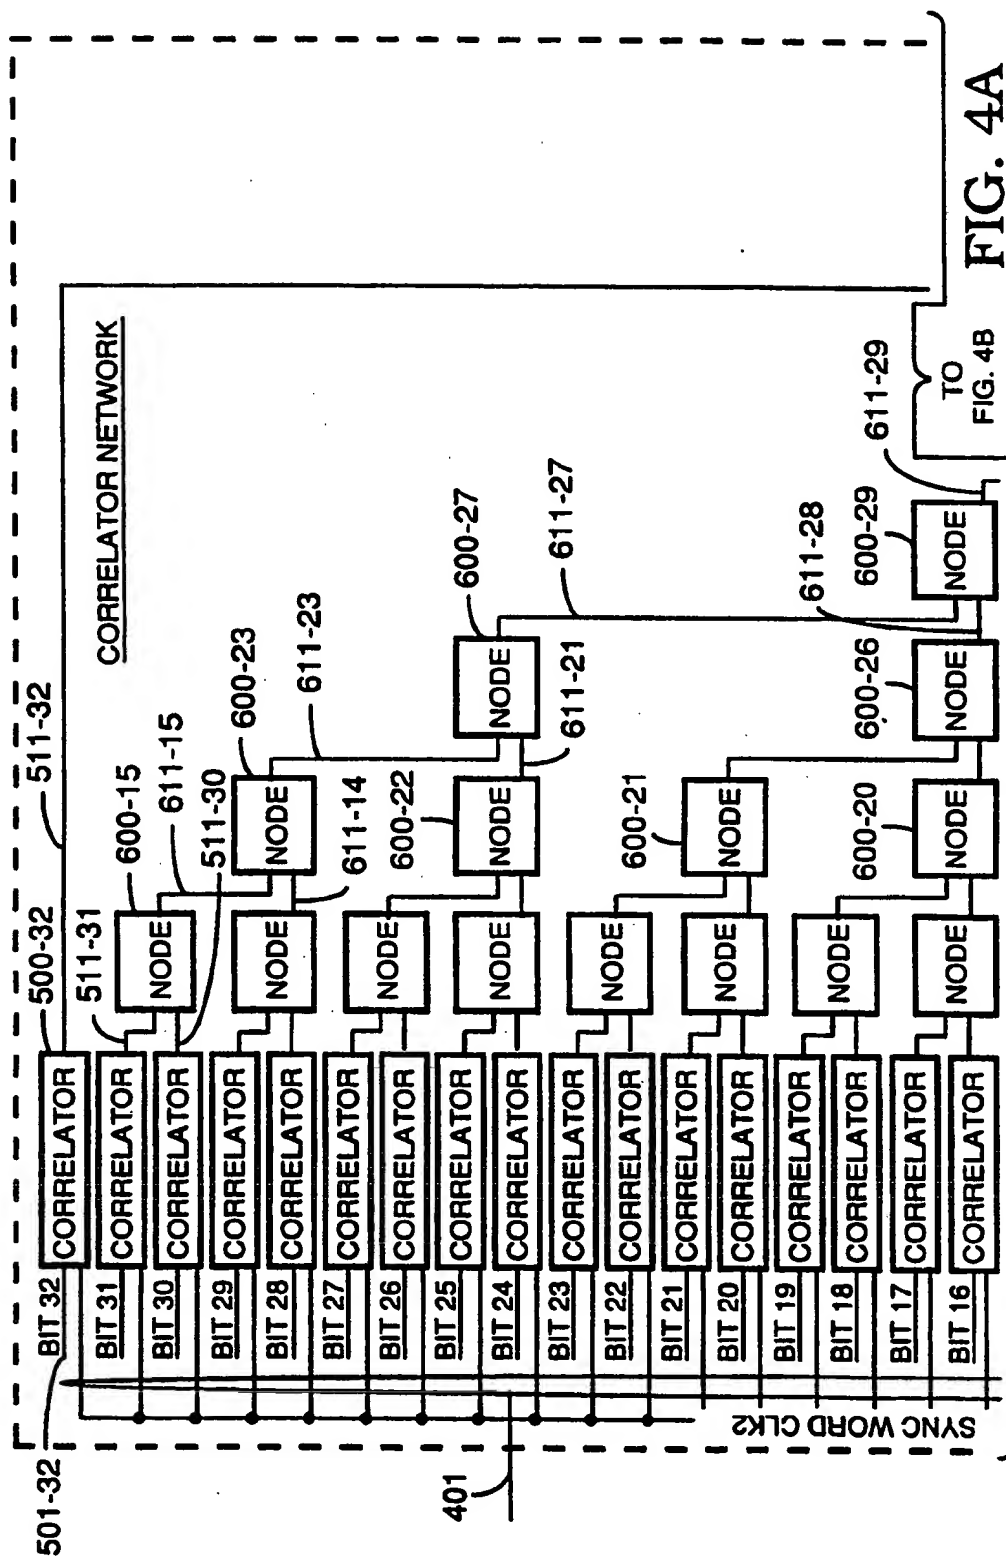 501-32
BIT 32
CORRELATOR
500-32
511-32
BIT 31
CORRELATOR
511-31
NODE
600-15
611-15
BIT 30
CORRELATOR
511-30
CORRELATOR NETWORK
BIT 29
CORRELATOR
NODE
NODE
600-23
611-23
BIT 28
CORRELATOR
611-14
BIT 27
CORRELATOR
NODE
600-22
BIT 26
CORRELATOR
401
BIT 25
CORRELATOR
NODE
NODE
NODE
600-27
BIT 24
CORRELATOR
611-21
611-27
BIT 23
CORRELATOR
NODE
600-21
BIT 22
CORRELATOR
BIT 21
CORRELATOR
NODE
NODE
BIT 20
CORRELATOR
BIT 19
CORRELATOR
NODE
600-20
600-26
611-28
600-29
611-29
BIT 18
CORRELATOR
BIT 17
CORRELATOR
NODE
NODE
NODE
NODE
BIT 16
CORRELATOR
SYNC WORD CLK2
TO
FIG. 4B
FIG. 4A